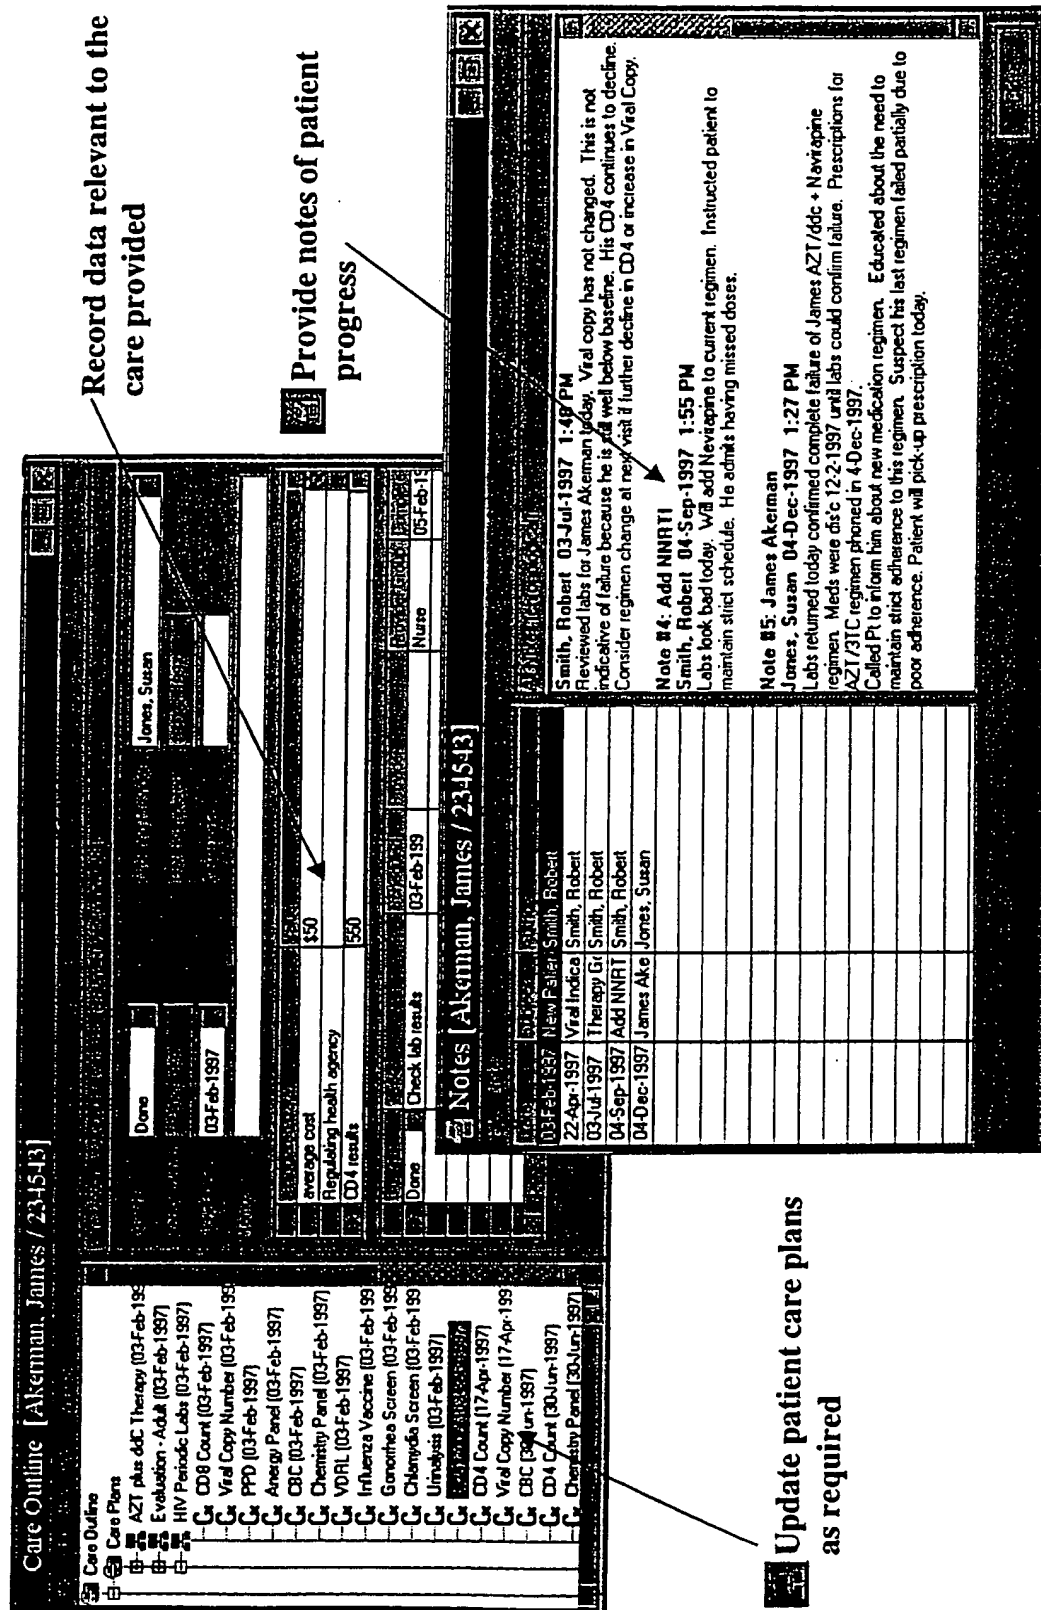 Care Outline [Akerman, James / 234543]
Care Outline
Care Plans
AZT plus ddC Therapy [03-Feb-199
Evaluation - Adult [03-Feb-1997]
HIV Periodic Labs [03-Feb-1997]
CD8 Count [03-Feb-1997]
Viral Copy Number [03-Feb-199
PPD [03-Feb-1997]
Anergy Panel [03-Feb-1997]
CBC [03-Feb-1997]
Chemistry Panel [03-Feb-1997]
VDRL [03-Feb-1997]
Influenza Vaccine [03-Feb-199
Gonorrhea Screen [03-Feb-199
Chlamydia Screen [03-Feb-199
Urinalysis [03-Feb-1997]
CD4 Count [17-Apr-1997]
Viral Copy Number [17-Apr-199
CBC [30-Jun-1997]
CD4 Count [30-Jun-1997]
Chemistry Panel [30-Jun-1997]
Done
Jones, Susan
03-Feb-1997
average cost
$50
Regulating health agency
CD4 results
550
Done
Check lab results
03-Feb-199
Nurse
05-Feb-19
Record data relevant to the
care provided
Provide notes of patient
progress
Update patient care plans
as required
Notes [Akerman, James / 234543]
03-Feb-1997 New Patien Smith, Robert
22-Apr-1997 Viral Indica Smith, Robert
03-Jul-1997 Therapy Go Smith, Robert
04-Sep-1997 Add NNRT Smith, Robert
04-Dec-1997 James Ake Jones, Susan
Smith, Robert 03-Jul-1997 1:48 PM
Reviewed labs for James Akerman today. Viral copy has not changed. This is not
indicative of failure because he is still well below baseline. His CD4 continues to decline.
Consider regimen change at next visit if further decline in CD4 or increase in Viral Copy.
Note #4: Add NNRTI
Smith, Robert 04-Sep-1997 1:55 PM
Labs look bad today. Will add Nevirapine to current regimen. Instructed patient to
maintain strict schedule. He admits having missed doses.
Note #5: James Akerman
Jones, Susan 04-Dec-1997 1:27 PM
Labs returned today confirmed complete failure of James AZT/ddc + Navirapine
regimen. Meds were dis'c 12-2-1997 until labs could confirm failure. Prescriptions for
AZT/3TC regimen phoned in 4-Dec-1997.
Called Pt to inform him about new medication regimen. Educated about the need to
maintain strict adherence to this regimen. Suspect his last regimen failed partially due to
poor adherence. Patient will pick-up prescription today.